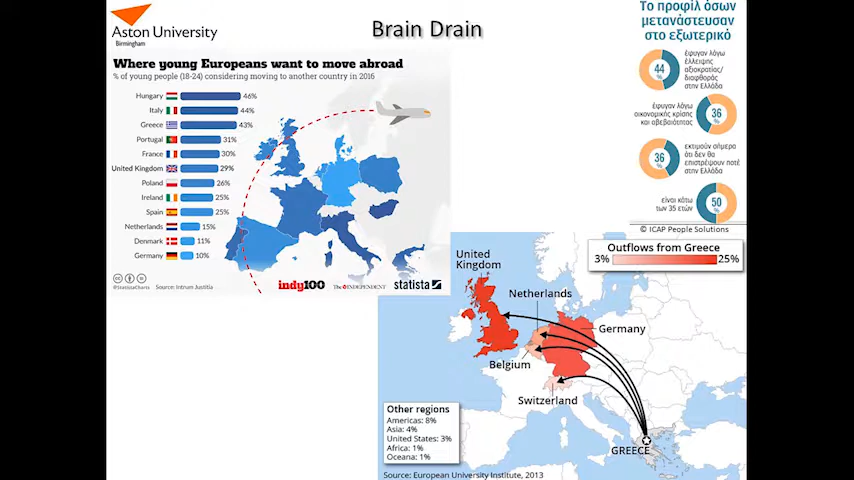 Aston University
Birmingham
Brain Drain
Where young Europeans want to move abroad
% of young people (18-24) considering moving to another country in 2016
Hungary 46%
Italy 44%
Greece 43%
Portugal 31%
France 30%
United Kingdom 29%
Poland 26%
Ireland 25%
Spain 25%
Netherlands 15%
Denmark 11%
Germany 10%
@StatistaCharts Source: Intrum Justitia
indy100 THE INDEPENDENT statista
Το προφίλ όσων
μετανάστευσαν
στο εξωτερικό
44
%
έφυγαν λόγω
έλλειψης
αξιοκρατίας/
διαφθοράς
στην Ελλάδα
έφυγαν λόγω
οικονομικής κρίσης
και αβεβαιότητας
36
%
36
%
εκτιμούν σήμερα
ότι δεν θα
επιστρέψουν ποτέ
στην Ελλάδα
50
%
είναι κάτω
των 35 ετών
© ICAP People Solutions
Outflows from Greece
3% 25%
United
Kingdom
Netherlands
Germany
Belgium
Switzerland
GREECE
Other regions
Americas: 8%
Asia: 4%
United States: 3%
Africa: 1%
Oceana: 1%
Source: European University Institute, 2013